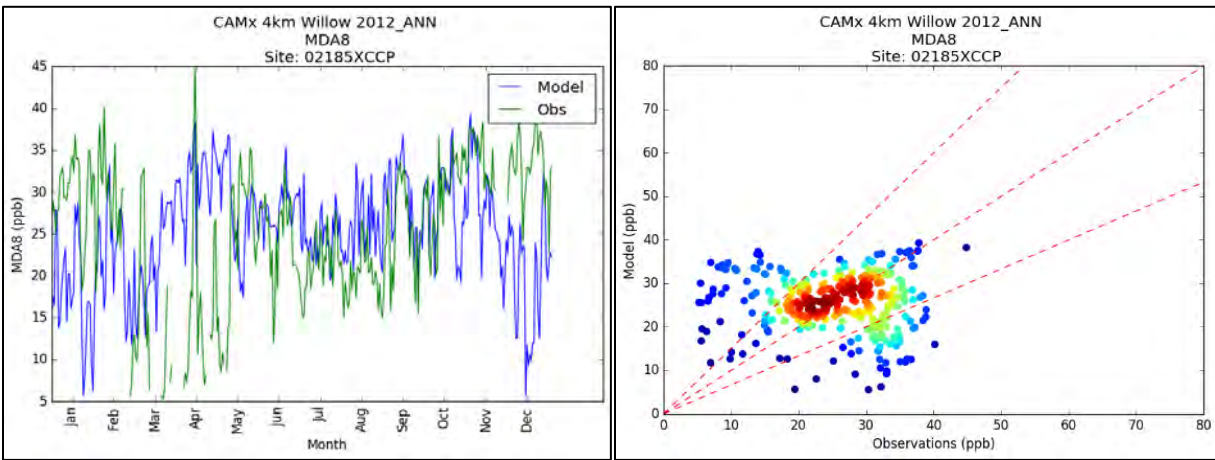 CAMx 4km Willow 2012_ANN
MDA8
Site: 02185XCCP
45
40
35
30
25
20
15
10
5
MDA8 (ppb)
Model
Obs
Jan
Feb
Mar
Apr
May
Jun
Jul
Aug
Sep
Oct
Nov
Dec
Month
CAMx 4km Willow 2012_ANN
MDA8
Site: 02185XCCP
80
70
60
50
40
30
20
10
0
Model (ppb)
0
10
20
30
40
50
60
70
80
Observations (ppb)